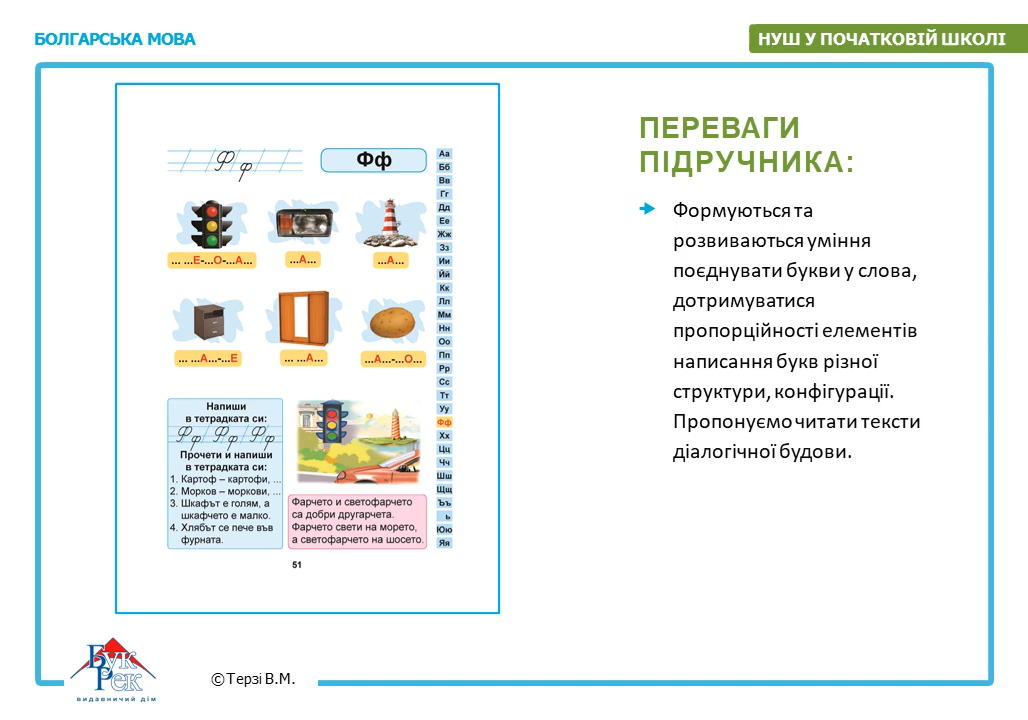 БОЛГАРСЬКА МОВА
НУШ У ПОЧАТКОВІЙ ШКОЛІ
Ф ф
Фф
... ...Е-...О-...А...
...А...
...А...
... ...А...-...Е
... ...А...
...А...-...О...
Напиши
в тетрадката си:
Фф Фф Фф
Прочети и напиши
в тетрадката си:
1. Картоф – картофи, ...
2. Морков – моркови, ...
3. Шкафът е голям, а
шкафчето е малко.
4. Хлябът се пече във
фурната.
Фарчето и светофарчето
са добри другарчета.
Фарчето свети на морето,
а светофарчето на шосето.
Аа
Бб
Вв
Гг
Дд
Ее
Жж
Зз
Ии
Йй
Кк
Лл
Мм
Нн
Оо
Пп
Рр
Сс
Тт
Уу
Фф
Хх
Цц
Чч
Шш
Щщ
Ъъ
ь
Юю
Яя
51
ПЕРЕВАГИ
ПІДРУЧНИКА:
Формуються та
розвиваються уміння
поєднувати букви у слова,
дотримуватися
пропорційності елементів
написання букв різної
структури, конфігурації.
Пропонуємо читати тексти
діалогічної будови.
Бук
Рек
видавничий дім
©Терзі В.М.